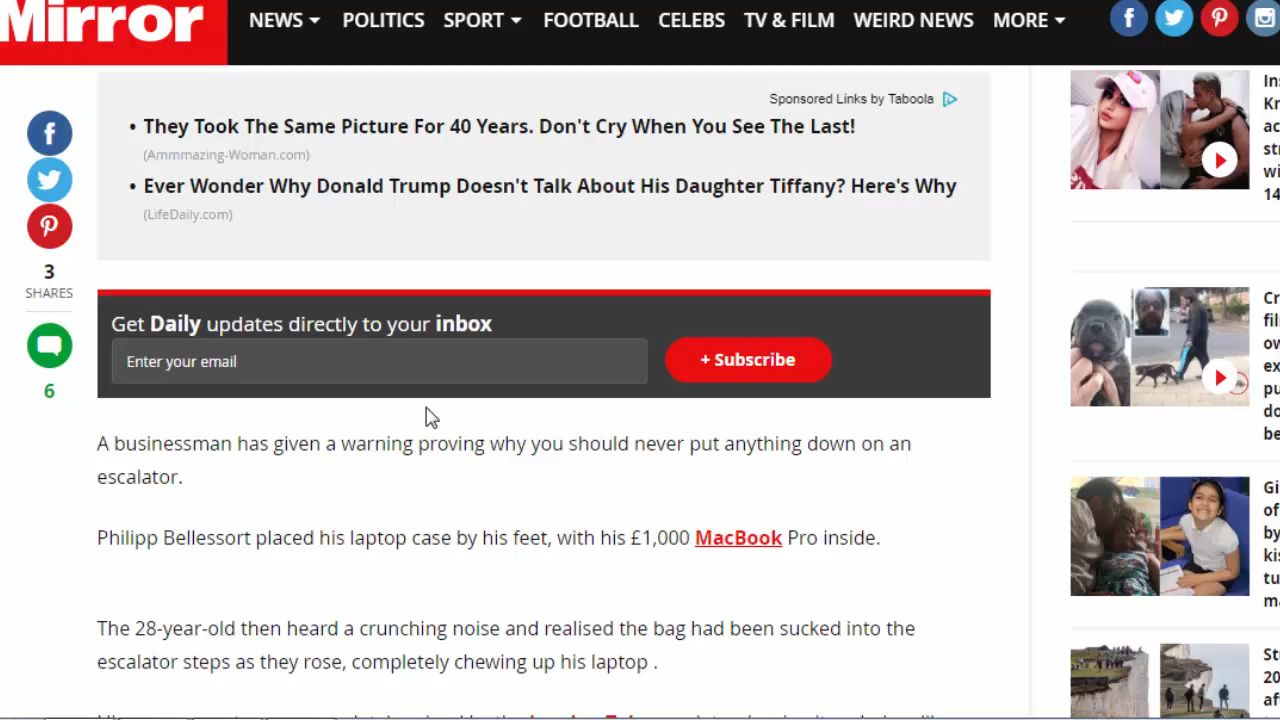 Mirror
NEWS
POLITICS
SPORT
FOOTBALL
CELEBS
TV & FILM
WEIRD NEWS
MORE
Sponsored Links by Taboola
• They Took The Same Picture For 40 Years. Don't Cry When You See The Last!
(Ammmazing-Woman.com)
• Ever Wonder Why Donald Trump Doesn't Talk About His Daughter Tiffany? Here's Why
(LifeDaily.com)
3
SHARES
6
Get Daily updates directly to your inbox
Enter your email
+ Subscribe
A businessman has given a warning proving why you should never put anything down on an
escalator.
Philipp Bellessort placed his laptop case by his feet, with his £1,000 MacBook Pro inside.
The 28-year-old then heard a crunching noise and realised the bag had been sucked into the
escalator steps as they rose, completely chewing up his laptop .